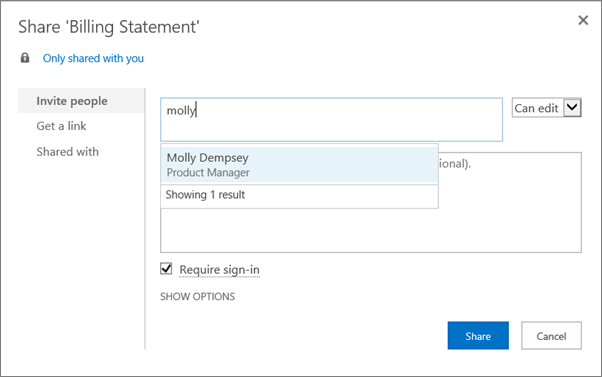 Share 'Billing Statement'
Only shared with you
Invite people
Get a link
Shared with
molly
Can edit
Molly Dempsey
Product Manager
ional).
Showing 1 result
Require sign-in
SHOW OPTIONS
Share
Cancel